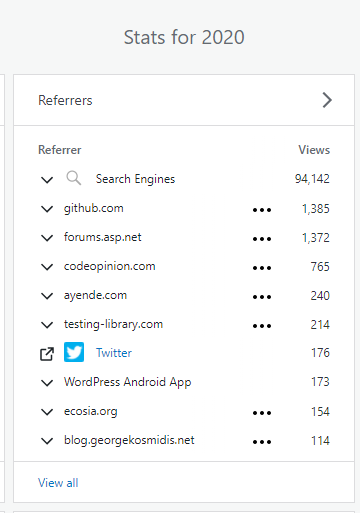 Stats for 2020
Referrers
Referrer Views
Search Engines 94,142
github.com 1,385
forums.asp.net 1,372
codeopinion.com 765
ayende.com 240
testing-library.com 214
Twitter 176
WordPress Android App 173
ecosia.org 154
blog.georgekosmidis.net 114
View all